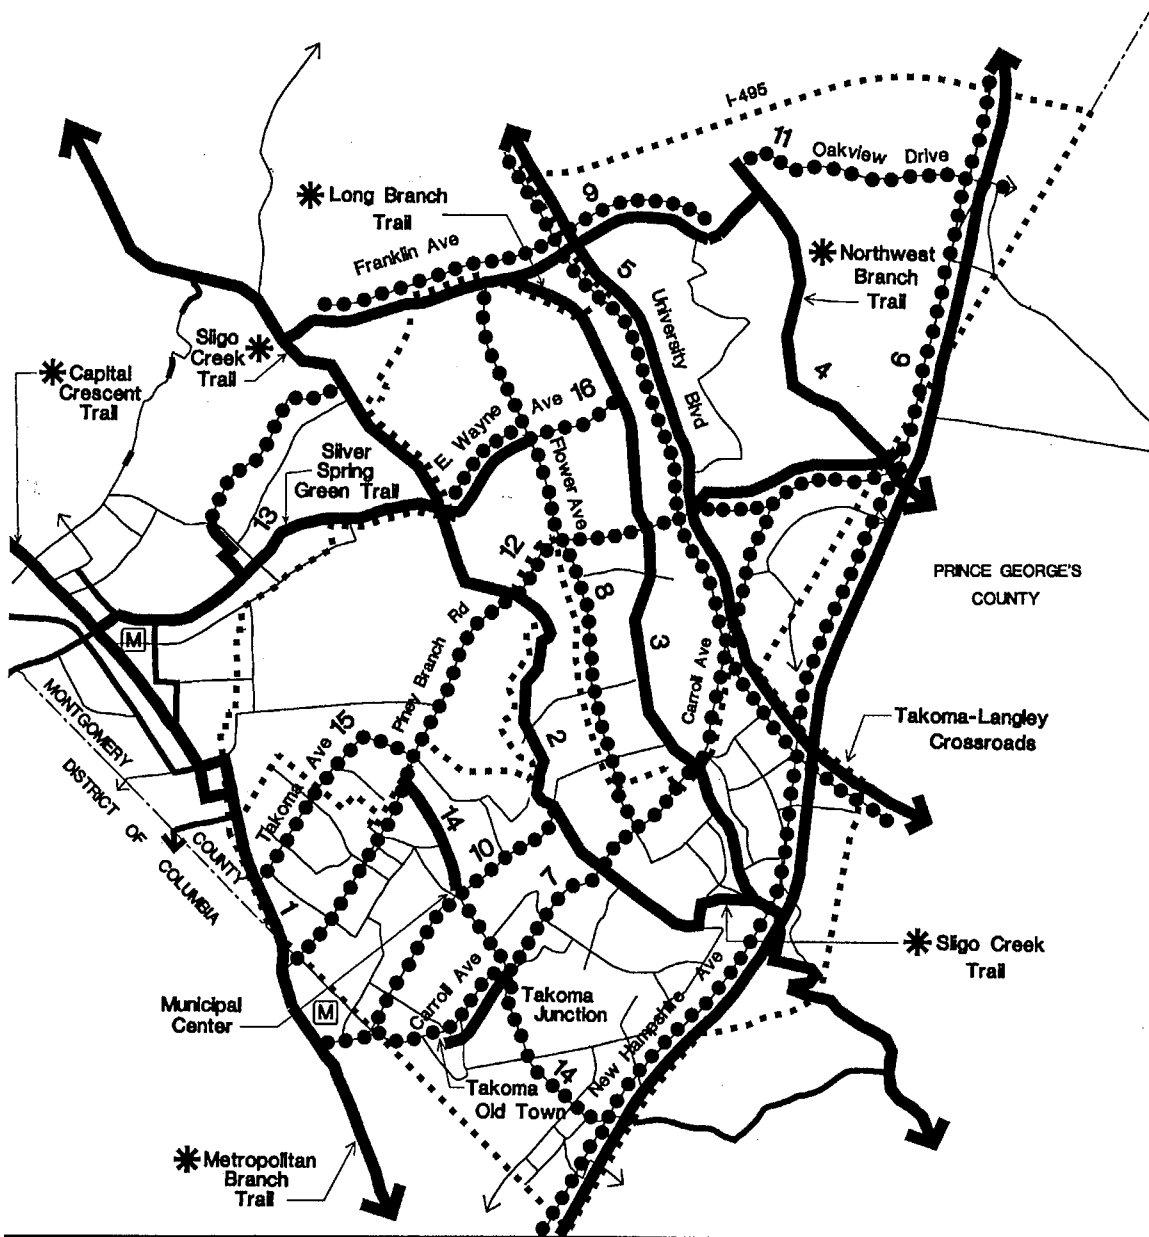 I-495
11
Oakview Drive
Long Branch
Trail
9
Franklin Ave
Northwest
Branch
Trail
5
University
Blvd
Sligo
Creek
Trail
Capital
Crescent
Trail
4
6
E Wayne Ave 16
Silver
Spring
Green Trail
Flower Ave
13
12
8
PRINCE GEORGE'S
COUNTY
M
Piney Branch Rd
3
Carroll Ave
MONTGOMERY
COUNTY
DISTRICT OF
COLUMBIA
Takoma Ave 15
2
Takoma-Langley
Crossroads
14
10
7
1
Carroll Ave
Sligo Creek
Trail
Municipal
Center
M
Takoma
Junction
New Hampshire Ave
14
Takoma
Old Town
Metropolitan
Branch
Trail